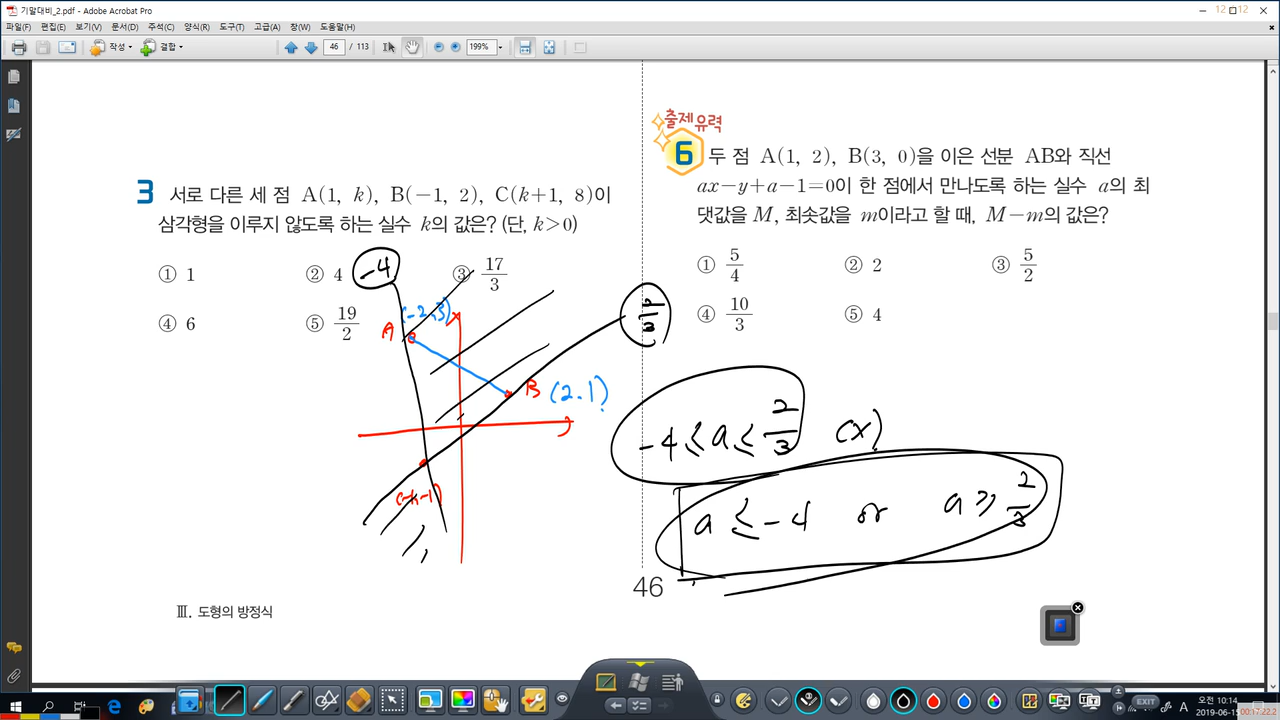 기말대비_2.pdf - Adobe Acrobat Pro
파일(F) 편집(E) 보기(V) 문서(D) 주석(C) 양식(R) 도구(T) 고급(A) 창(W) 도움말(H)
작성 결합 46 / 113 199%
3 서로 다른 세 점 A(1, k), B(-1, 2), C(k+1, 8)이
삼각형을 이루지 않도록 하는 실수 k의 값은? (단, k>0)
① 1 ② 4 ③ 17/3
④ 6 ⑤ 19/2
-4
(-2,3)
A
B (2.1)
2/3
출제유력
6 두 점 A(1, 2), B(3, 0)을 이은 선분 AB와 직선
ax-y+a-1=0이 한 점에서 만나도록 하는 실수 a의 최
댓값을 M, 최솟값을 m이라고 할 때, M-m의 값은?
① 5/4 ② 2 ③ 5/2
④ 10/3 ⑤ 4
-4≤a≤2/3 (x)
a≤-4 or a≥2/3
46
Ⅲ. 도형의 방정식
EXIT
A
오전 10:14
00:17:22.2